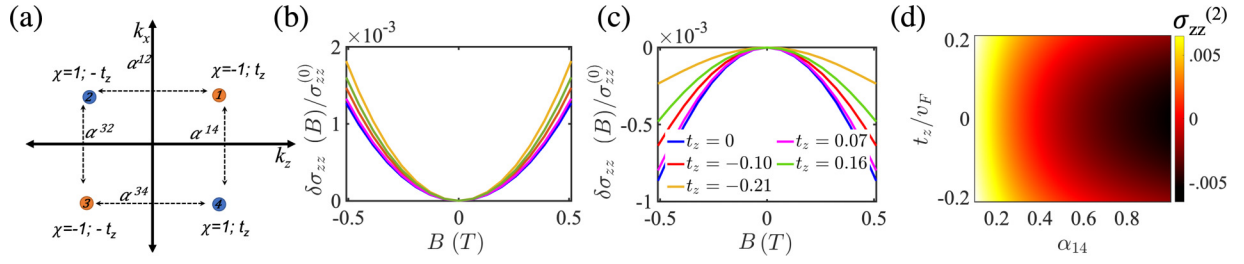 (a)
k_x
α^12
χ=1; - t_z
χ=-1; t_z
2
1
α^32
α^14
k_z
α^34
3
4
χ=-1; - t_z
χ=1; t_z
(b)
×10^-3
2
1
0
δσ_zz (B)/σ_zz^(0)
-0.5
0
0.5
B (T)
(c)
×10^-3
0
-0.5
-1
δσ_zz (B)/σ_zz^(0)
t_z = 0
t_z = 0.07
t_z = -0.10
t_z = 0.16
t_z = -0.21
-0.5
0
0.5
B (T)
(d)
σ_zz^(2)
0.2
0
-0.2
t_z/v_F
0.2
0.4
0.6
0.8
α_14
.005
0
-.005